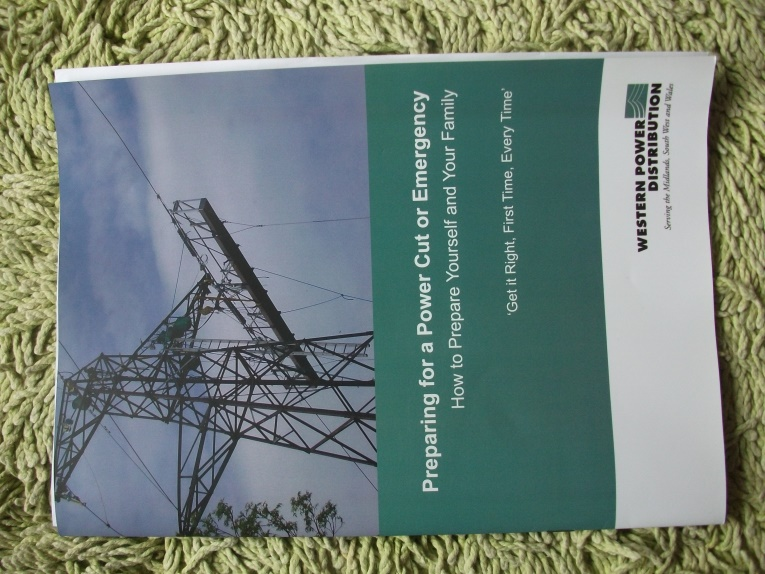 Preparing for a Power Cut or Emergency
How to Prepare Yourself and Your Family
'Get it Right, First Time, Every Time'
WESTERN POWER
DISTRIBUTION
Serving the Midlands, South West and Wales